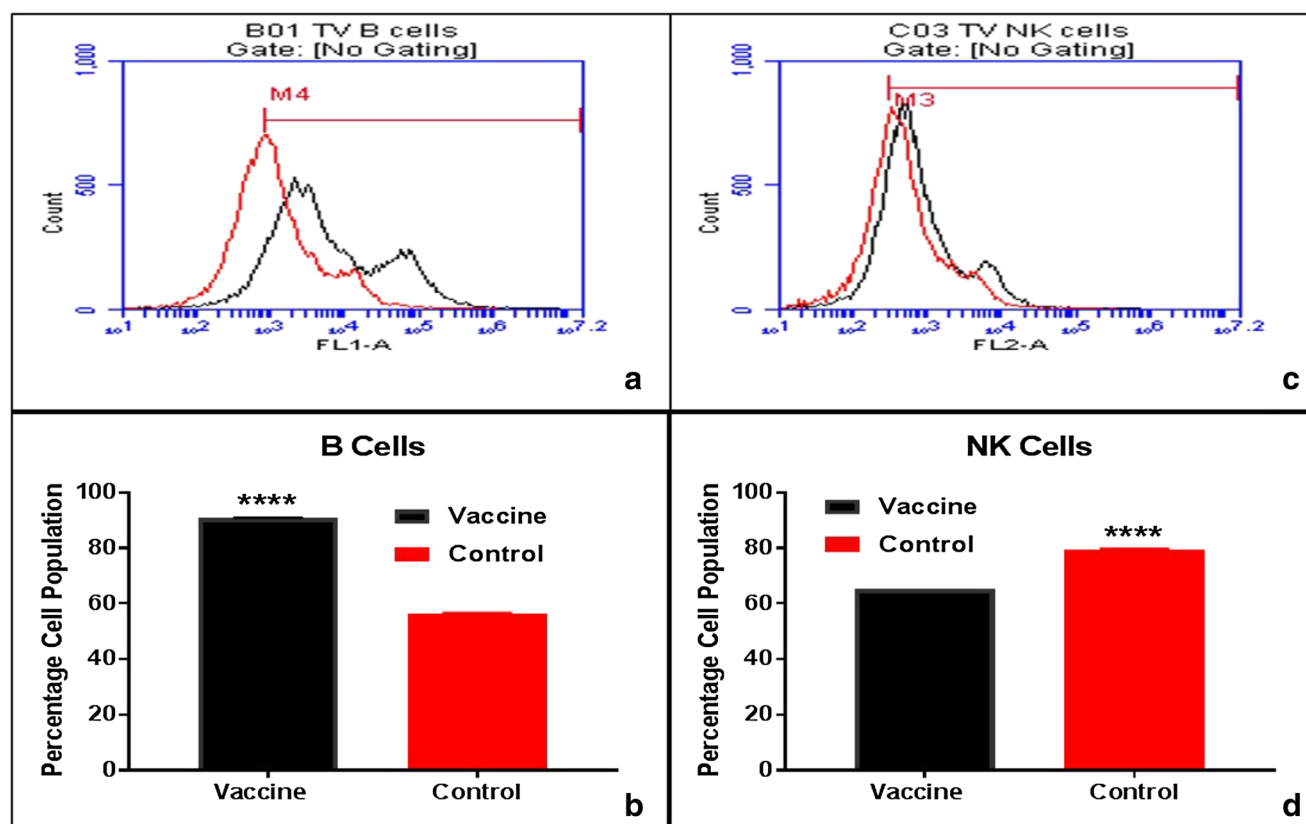 B01 TV B cells
Gate: [No Gating]
1,000
500
0
Count
M4
10^1 10^2 10^3 10^4 10^5 10^6 10^7.2
FL1-A
a
C03 TV NK cells
Gate: [No Gating]
1,000
500
0
Count
M3
10^1 10^2 10^3 10^4 10^5 10^6 10^7.2
FL2-A
c
B Cells
Percentage Cell Population
100
80
60
40
20
0
****
Vaccine
Control
Vaccine Control
b
NK Cells
Percentage Cell Population
100
80
60
40
20
0
Vaccine
Control
****
Vaccine Control
d